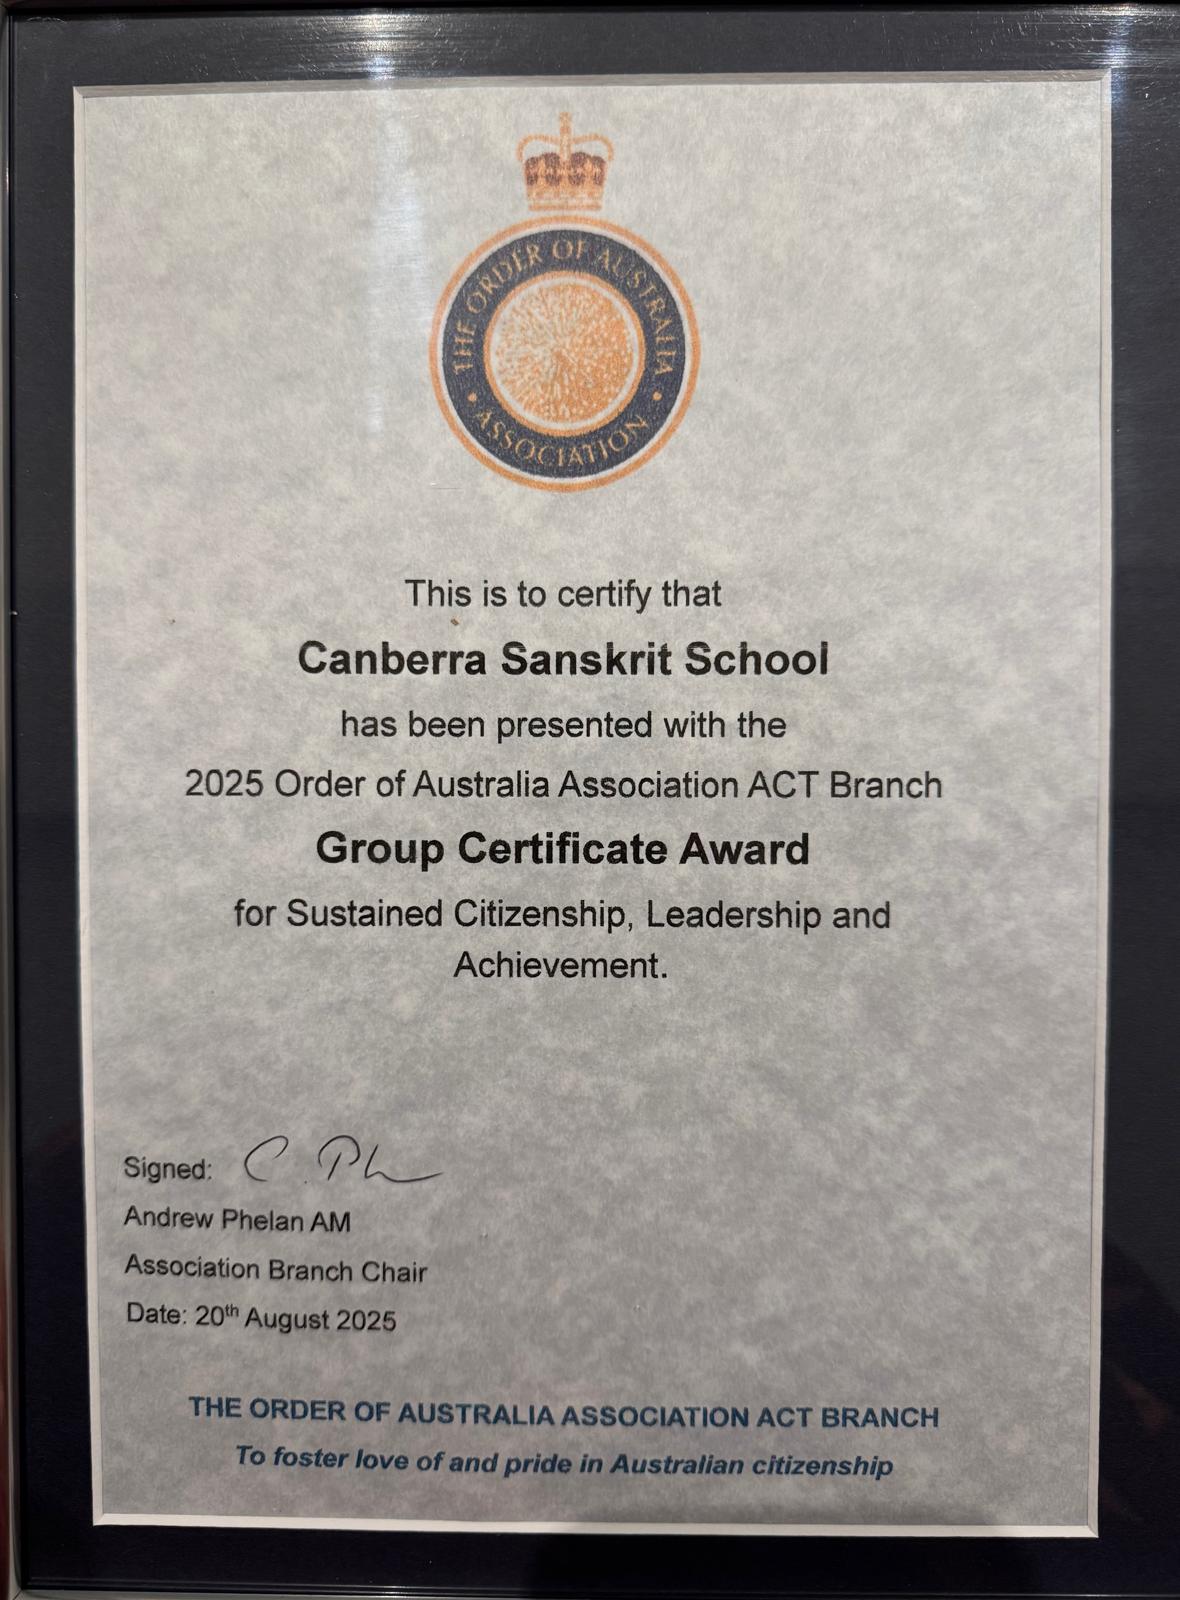 THE ORDER OF AUSTRALIA
• ASSOCIATION •
This is to certify that
Canberra Sanskrit School
has been presented with the
2025 Order of Australia Association ACT Branch
Group Certificate Award
for Sustained Citizenship, Leadership and
Achievement.
Signed:
Andrew Phelan AM
Association Branch Chair
Date: 20th August 2025
THE ORDER OF AUSTRALIA ASSOCIATION ACT BRANCH
To foster love of and pride in Australian citizenship